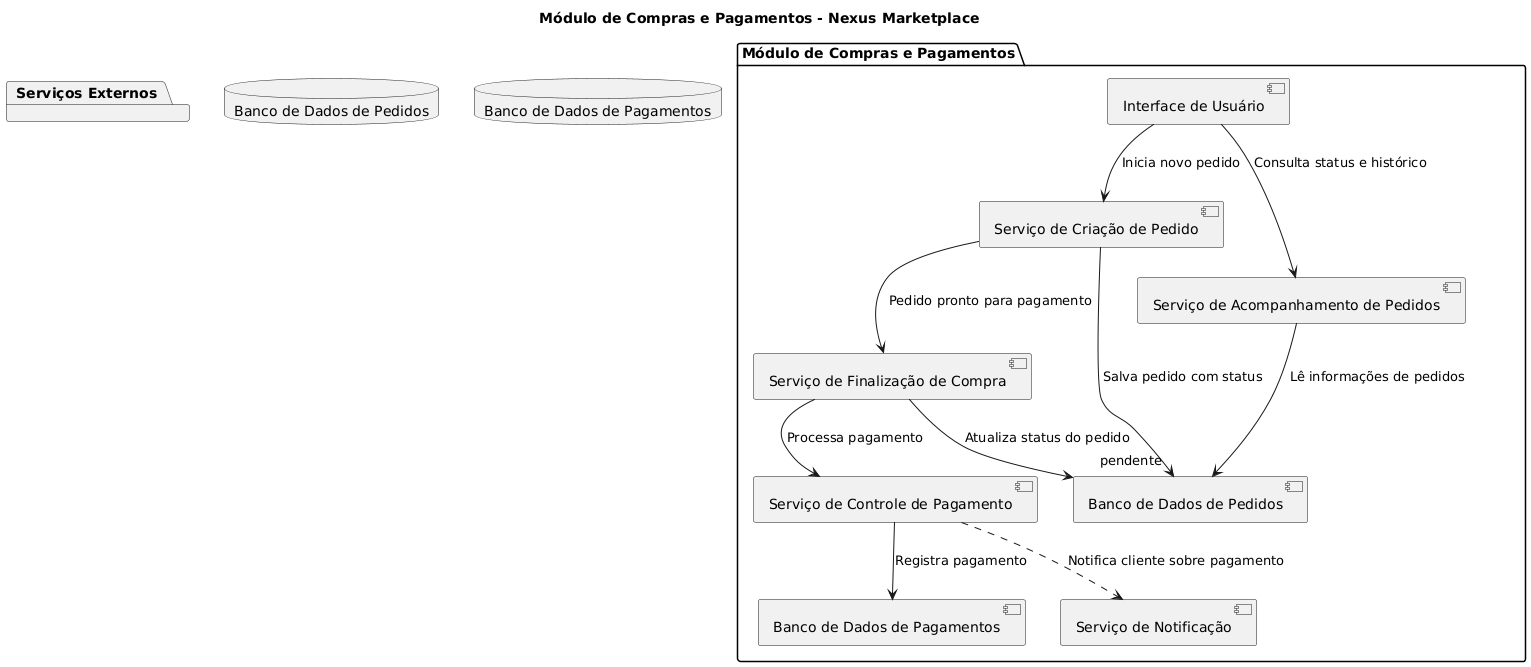 Módulo de Compras e Pagamentos - Nexus Marketplace
Módulo de Compras e Pagamentos
Serviços Externos
Banco de Dados de Pedidos
Banco de Dados de Pagamentos
Interface de Usuário
Inicia novo pedido
Consulta status e histórico
Serviço de Criação de Pedido
Serviço de Acompanhamento de Pedidos
Pedido pronto para pagamento
Serviço de Finalização de Compra
Salva pedido com status
pendente
Lê informações de pedidos
Processa pagamento
Atualiza status do pedido
Serviço de Controle de Pagamento
Banco de Dados de Pedidos
Registra pagamento
Notifica cliente sobre pagamento
Banco de Dados de Pagamentos
Serviço de Notificação